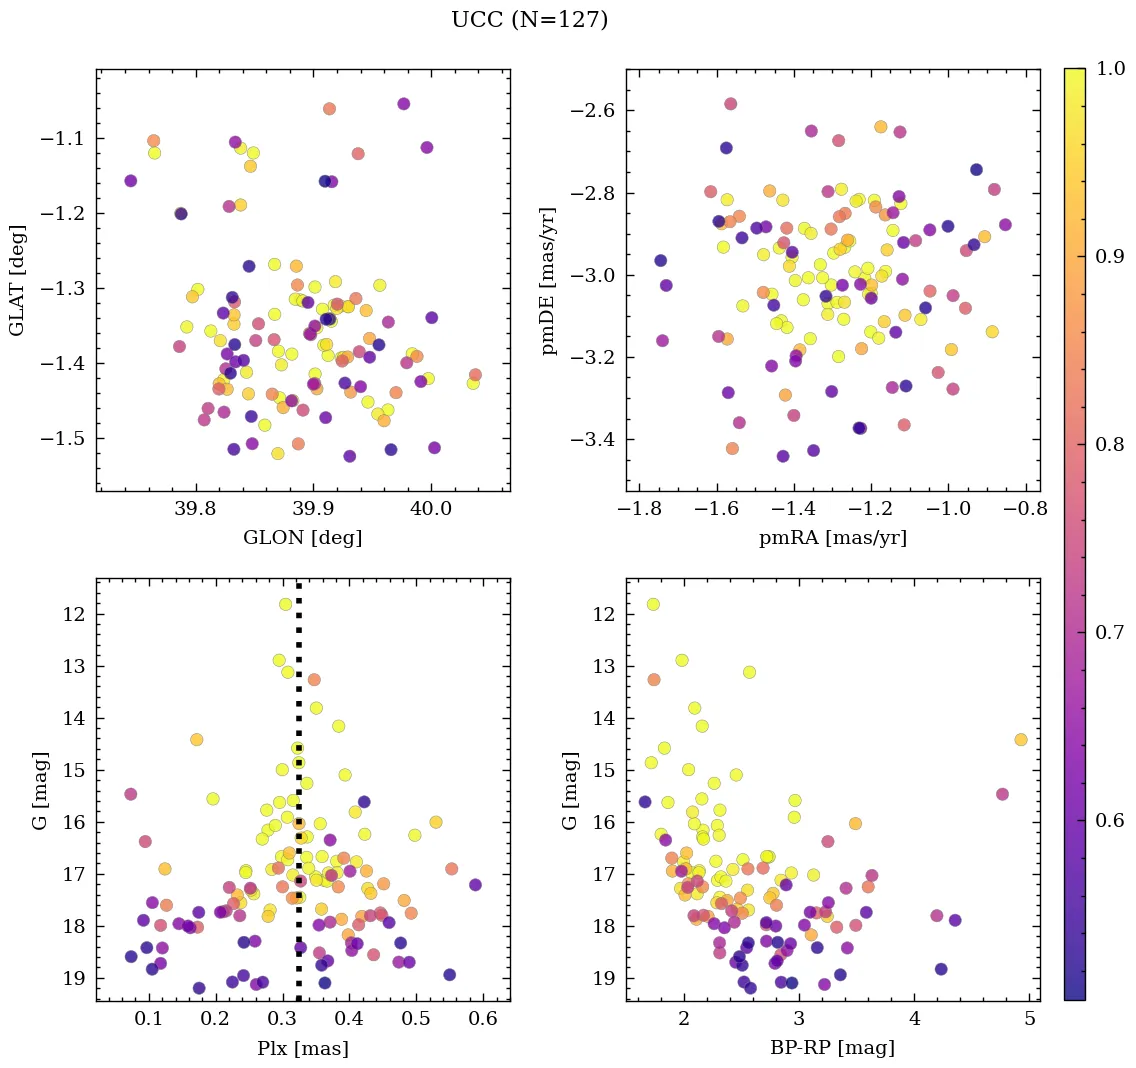 UCC (N=127)
−1.1
−1.2
−1.3
−1.4
−1.5
GLAT [deg]
39.8 39.9 40.0
GLON [deg]
−2.6
−2.8
−3.0
−3.2
−3.4
pmDE [mas/yr]
−1.8 −1.6 −1.4 −1.2 −1.0 −0.8
pmRA [mas/yr]
12
13
14
15
16
17
18
19
G [mag]
0.1 0.2 0.3 0.4 0.5 0.6
Plx [mas]
12
13
14
15
16
17
18
19
G [mag]
2 3 4 5
BP-RP [mag]
1.0
0.9
0.8
0.7
0.6